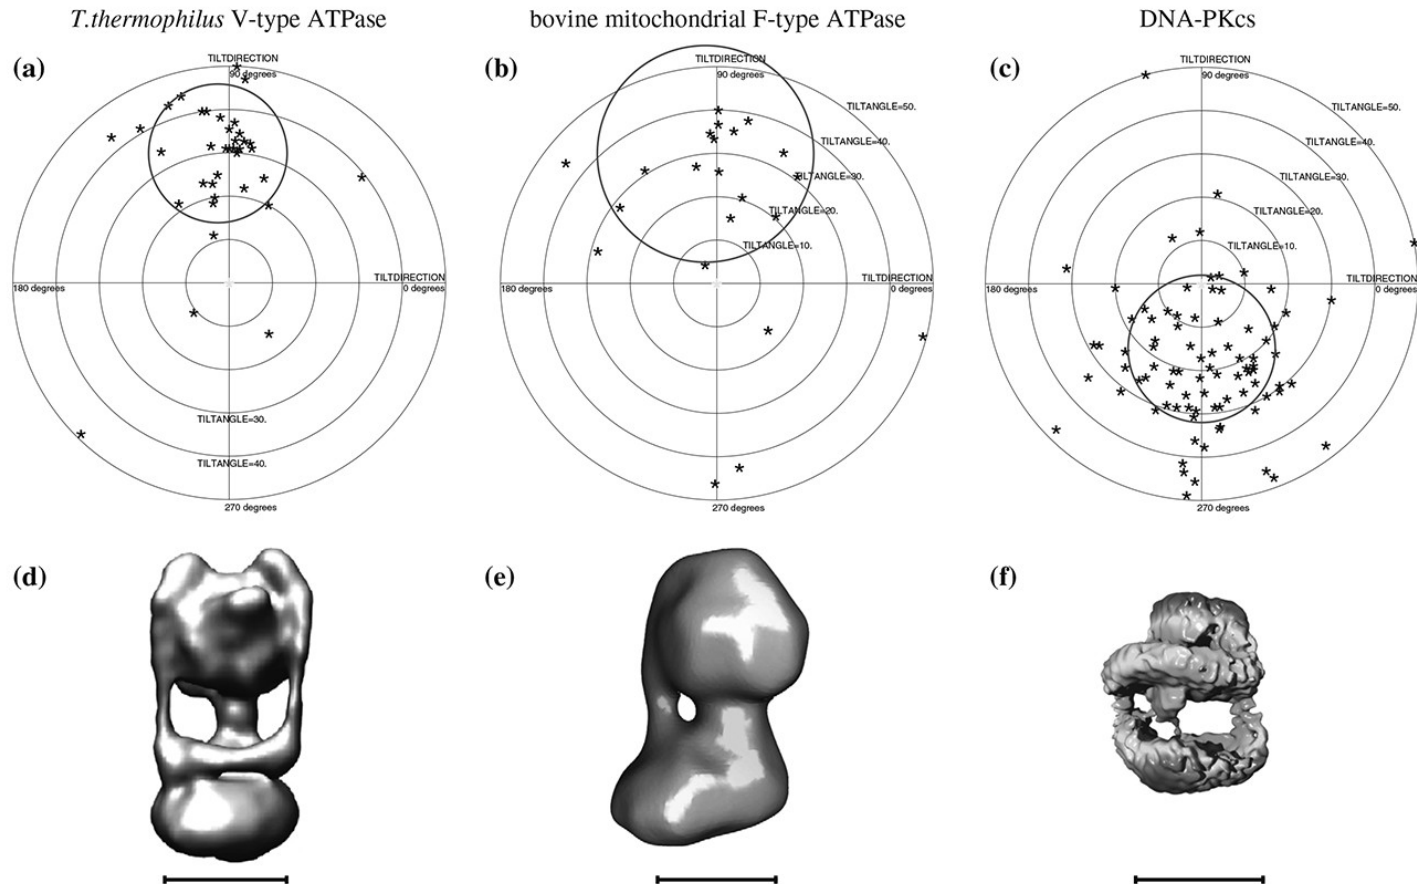 T.thermophilus V-type ATPase
bovine mitochondrial F-type ATPase
DNA-PKcs
(a)
TILTDIRECTION
90 degrees
TILTDIRECTION
180 degrees
0 degrees
TILTANGLE=30.
TILTANGLE=40.
270 degrees
(b)
TILTDIRECTION
90 degrees
TILTANGLE=50.
TILTANGLE=40.
TILTANGLE=30.
TILTANGLE=20.
TILTANGLE=10.
TILTDIRECTION
180 degrees
0 degrees
270 degrees
(c)
TILTDIRECTION
90 degrees
TILTANGLE=50.
TILTANGLE=40.
TILTANGLE=30.
TILTANGLE=20.
TILTANGLE=10.
TILTDIRECTION
180 degrees
0 degrees
270 degrees
(d)
(e)
(f)